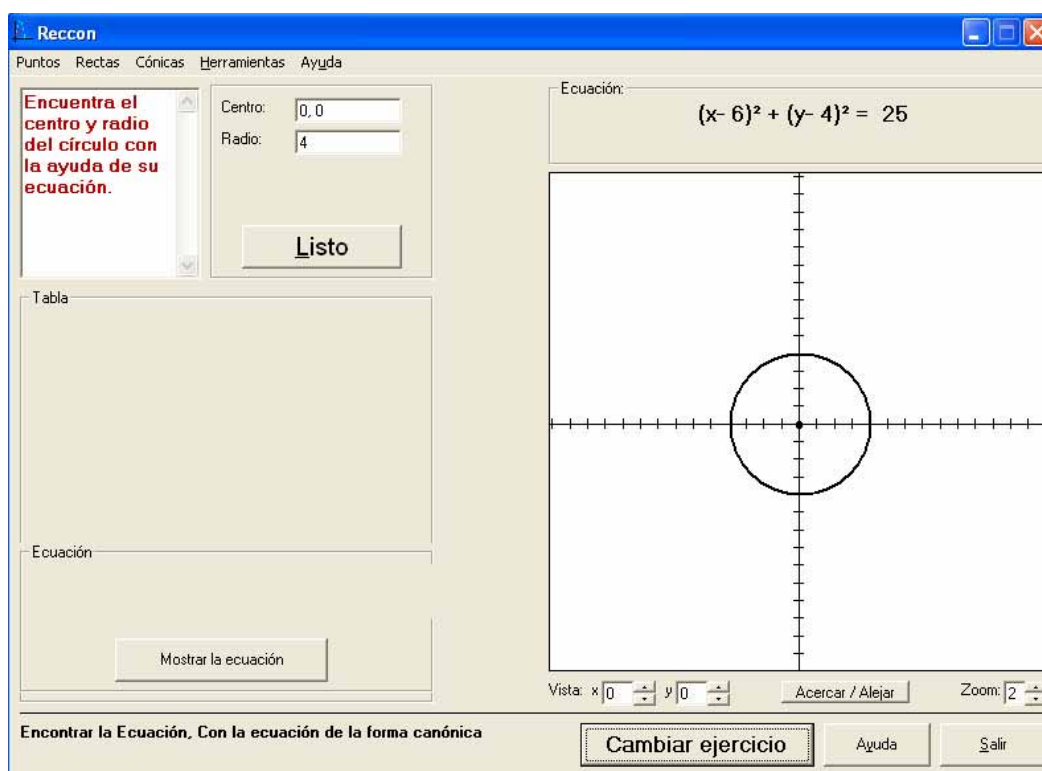 Reccon
Puntos Rectas Cónicas Herramientas Ayuda
Encuentra el
centro y radio
del círculo con
la ayuda de su
ecuación.
Centro: 0, 0
Radio: 4
Listo
Ecuación:
(x- 6)² + (y- 4)² = 25
Tabla
Ecuación
Mostrar la ecuación
Vista: x 0 y 0 Acercar / Alejar Zoom: 2
Encontrar la Ecuación, Con la ecuación de la forma canónica
Cambiar ejercicio Ayuda Salir